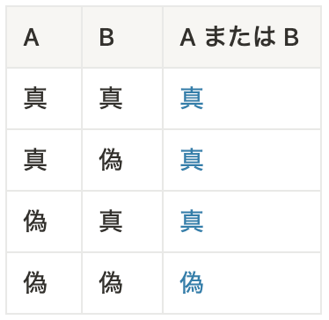 A B A または B
真 真 真
真 偽 真
偽 真 真
偽 偽 偽